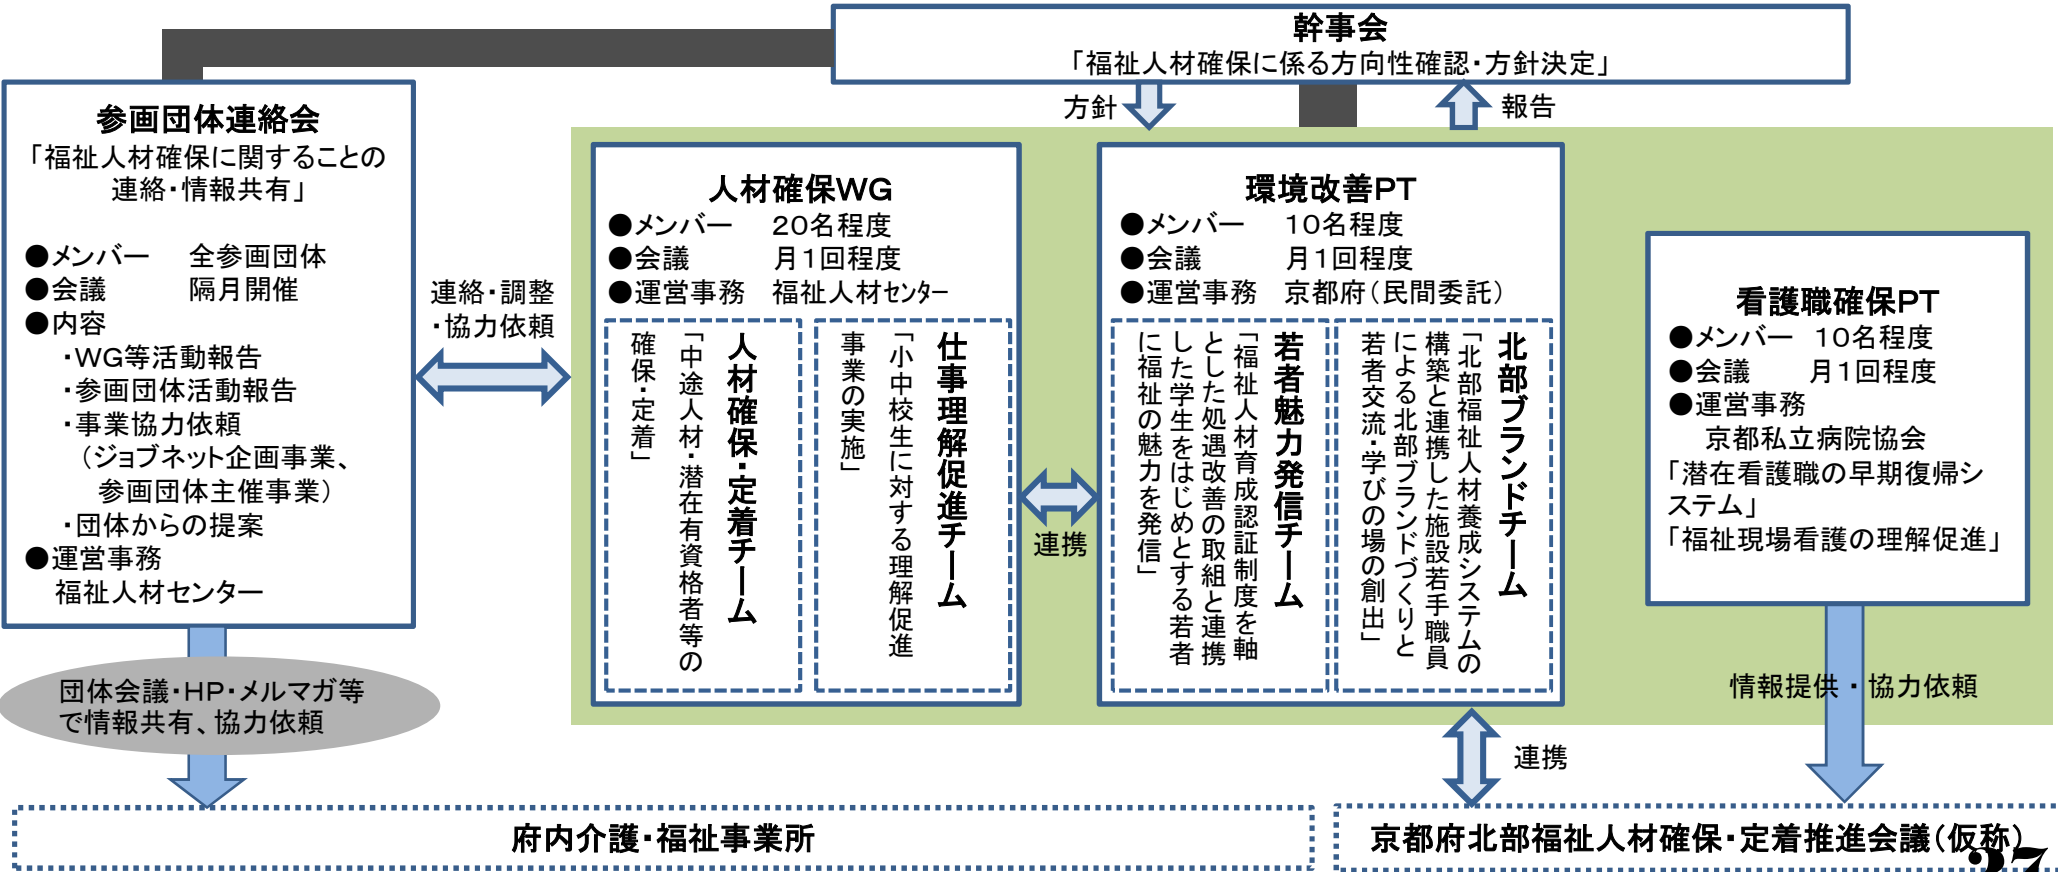 幹事会
「福祉人材確保に係る方向性確認・方針決定」
方針
報告
参画団体連絡会
「福祉人材確保に関することの
連絡・情報共有」
●メンバー　全参画団体
●会議　隔月開催
●内容
・WG等活動報告
・参画団体活動報告
・事業協力依頼
（ジョブネット企画事業、
参画団体主催事業）
・団体からの提案
●運営事務
福祉人材センター
連絡・調整
・協力依頼
人材確保WG
●メンバー　20名程度
●会議　月1回程度
●運営事務　福祉人材センター
仕事理解促進チーム
「小中校生に対する理解促進
事業の実施」
人材確保・定着チーム
「中途人材・潜在有資格者等の
確保・定着」
連携
環境改善PT
●メンバー　10名程度
●会議　月1回程度
●運営事務　京都府（民間委託）
北部ブランドチーム
「北部福祉人材養成システムの
構築と連携した施設若手職員
による北部ブランドづくりと
若者交流・学びの場の創出」
若者魅力発信チーム
「福祉人材育成認証制度を軸
とした処遇改善の取組と連携
した学生をはじめとする若者
に福祉の魅力を発信」
看護職確保PT
●メンバー　10名程度
●会議　月1回程度
●運営事務
京都私立病院協会
「潜在看護職の早期復帰シ
ステム」
「福祉現場看護の理解促進」
団体会議・HP・メルマガ等
で情報共有、協力依頼
情報提供・協力依頼
連携
府内介護・福祉事業所
京都府北部福祉人材確保・定着推進会議（仮称）
37